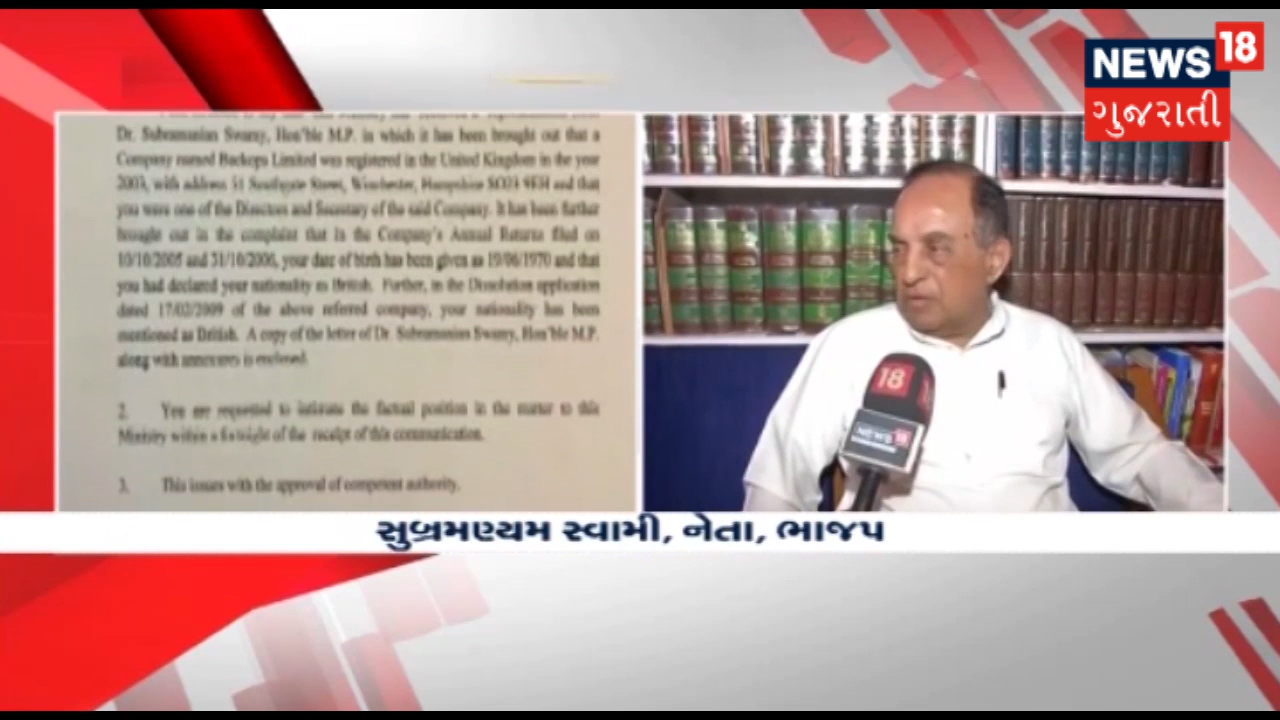 NEWS 18
ગુજરાતી
Dr. Subramanian Swamy, Hon'ble M.P. in which it has been brought out that a
Company named Backops Limited was registered in the United Kingdom in the year
2003, with address 51 Southgate Street, Winchester, Hampshire SO23 9EH and that
you were one of the Directors and Secretary of the said Company. It has been further
brought out in the complaint that in the Company's Annual Returns filed on
10/10/2005 and 31/10/2006, your date of birth has been given as 19/06/1970 and that
you had declared your nationality as British. Further, in the Dissolution application
dated 17/02/2009 of the above referred company, your nationality has been
mentioned as British. A copy of the letter of Dr. Subramanian Swamy, Hon'ble M.P.
along with annexures is enclosed.
2. You are requested to intimate the factual position in the matter to this
Ministry within a fortnight of the receipt of this communication.
3. This issues with the approval of competent authority.
18
NEWS 18
સુબ્રમણ્યમ સ્વામી, નેતા, ભાજપ